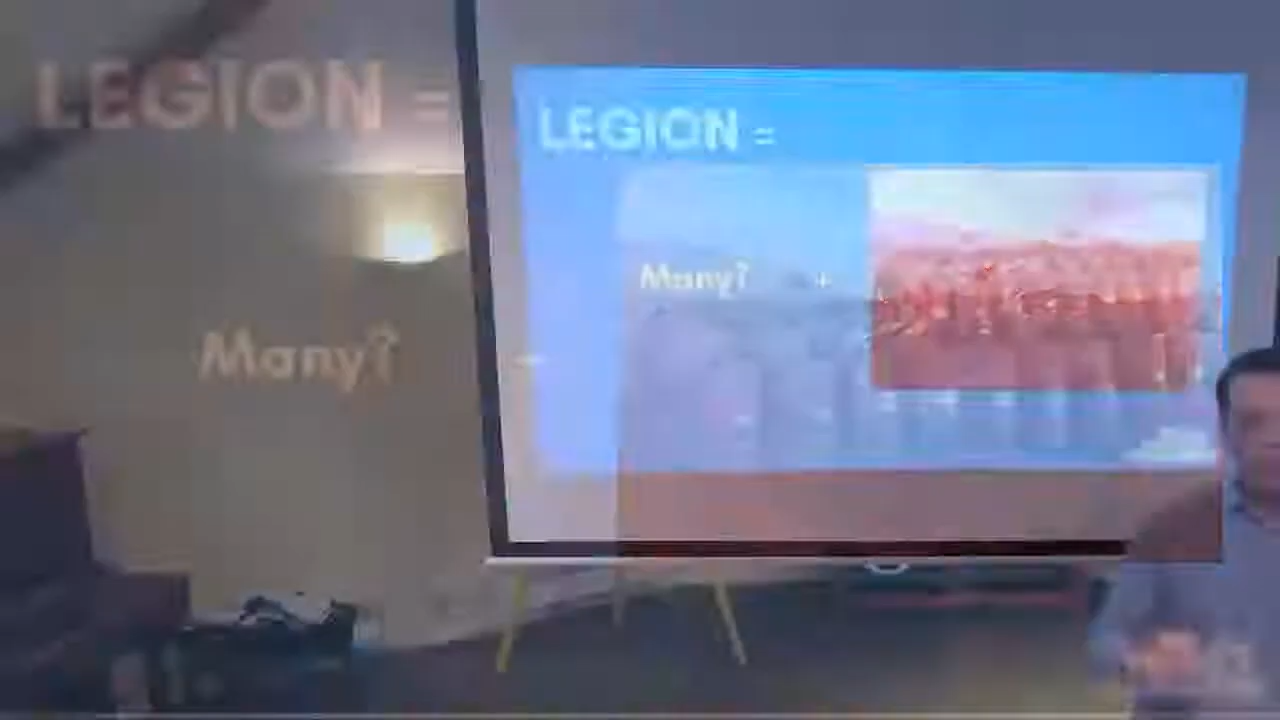 LEGION =
Many? +
LEGION =
Many? +